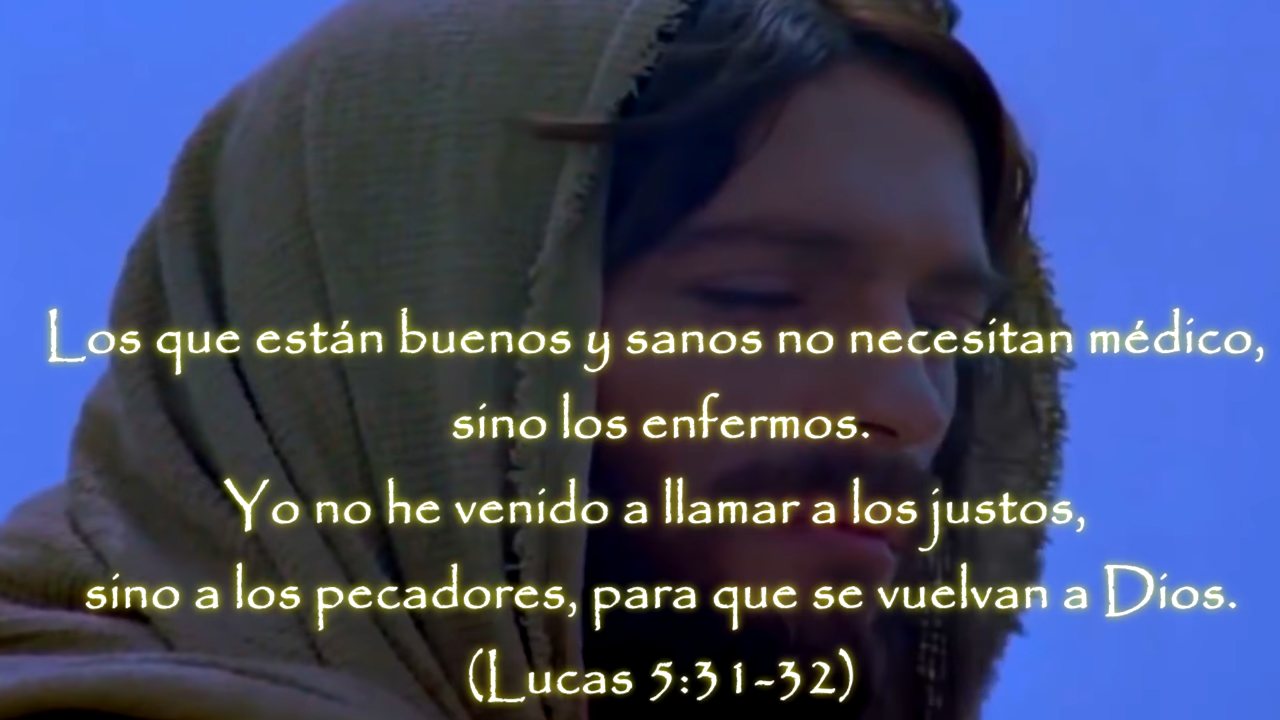 Los que están buenos y sanos no necesitan médico,
sino los enfermos.
Yo no he venido a llamar a los justos,
sino a los pecadores, para que se vuelvan a Dios.
(Lucas 5:31-32)